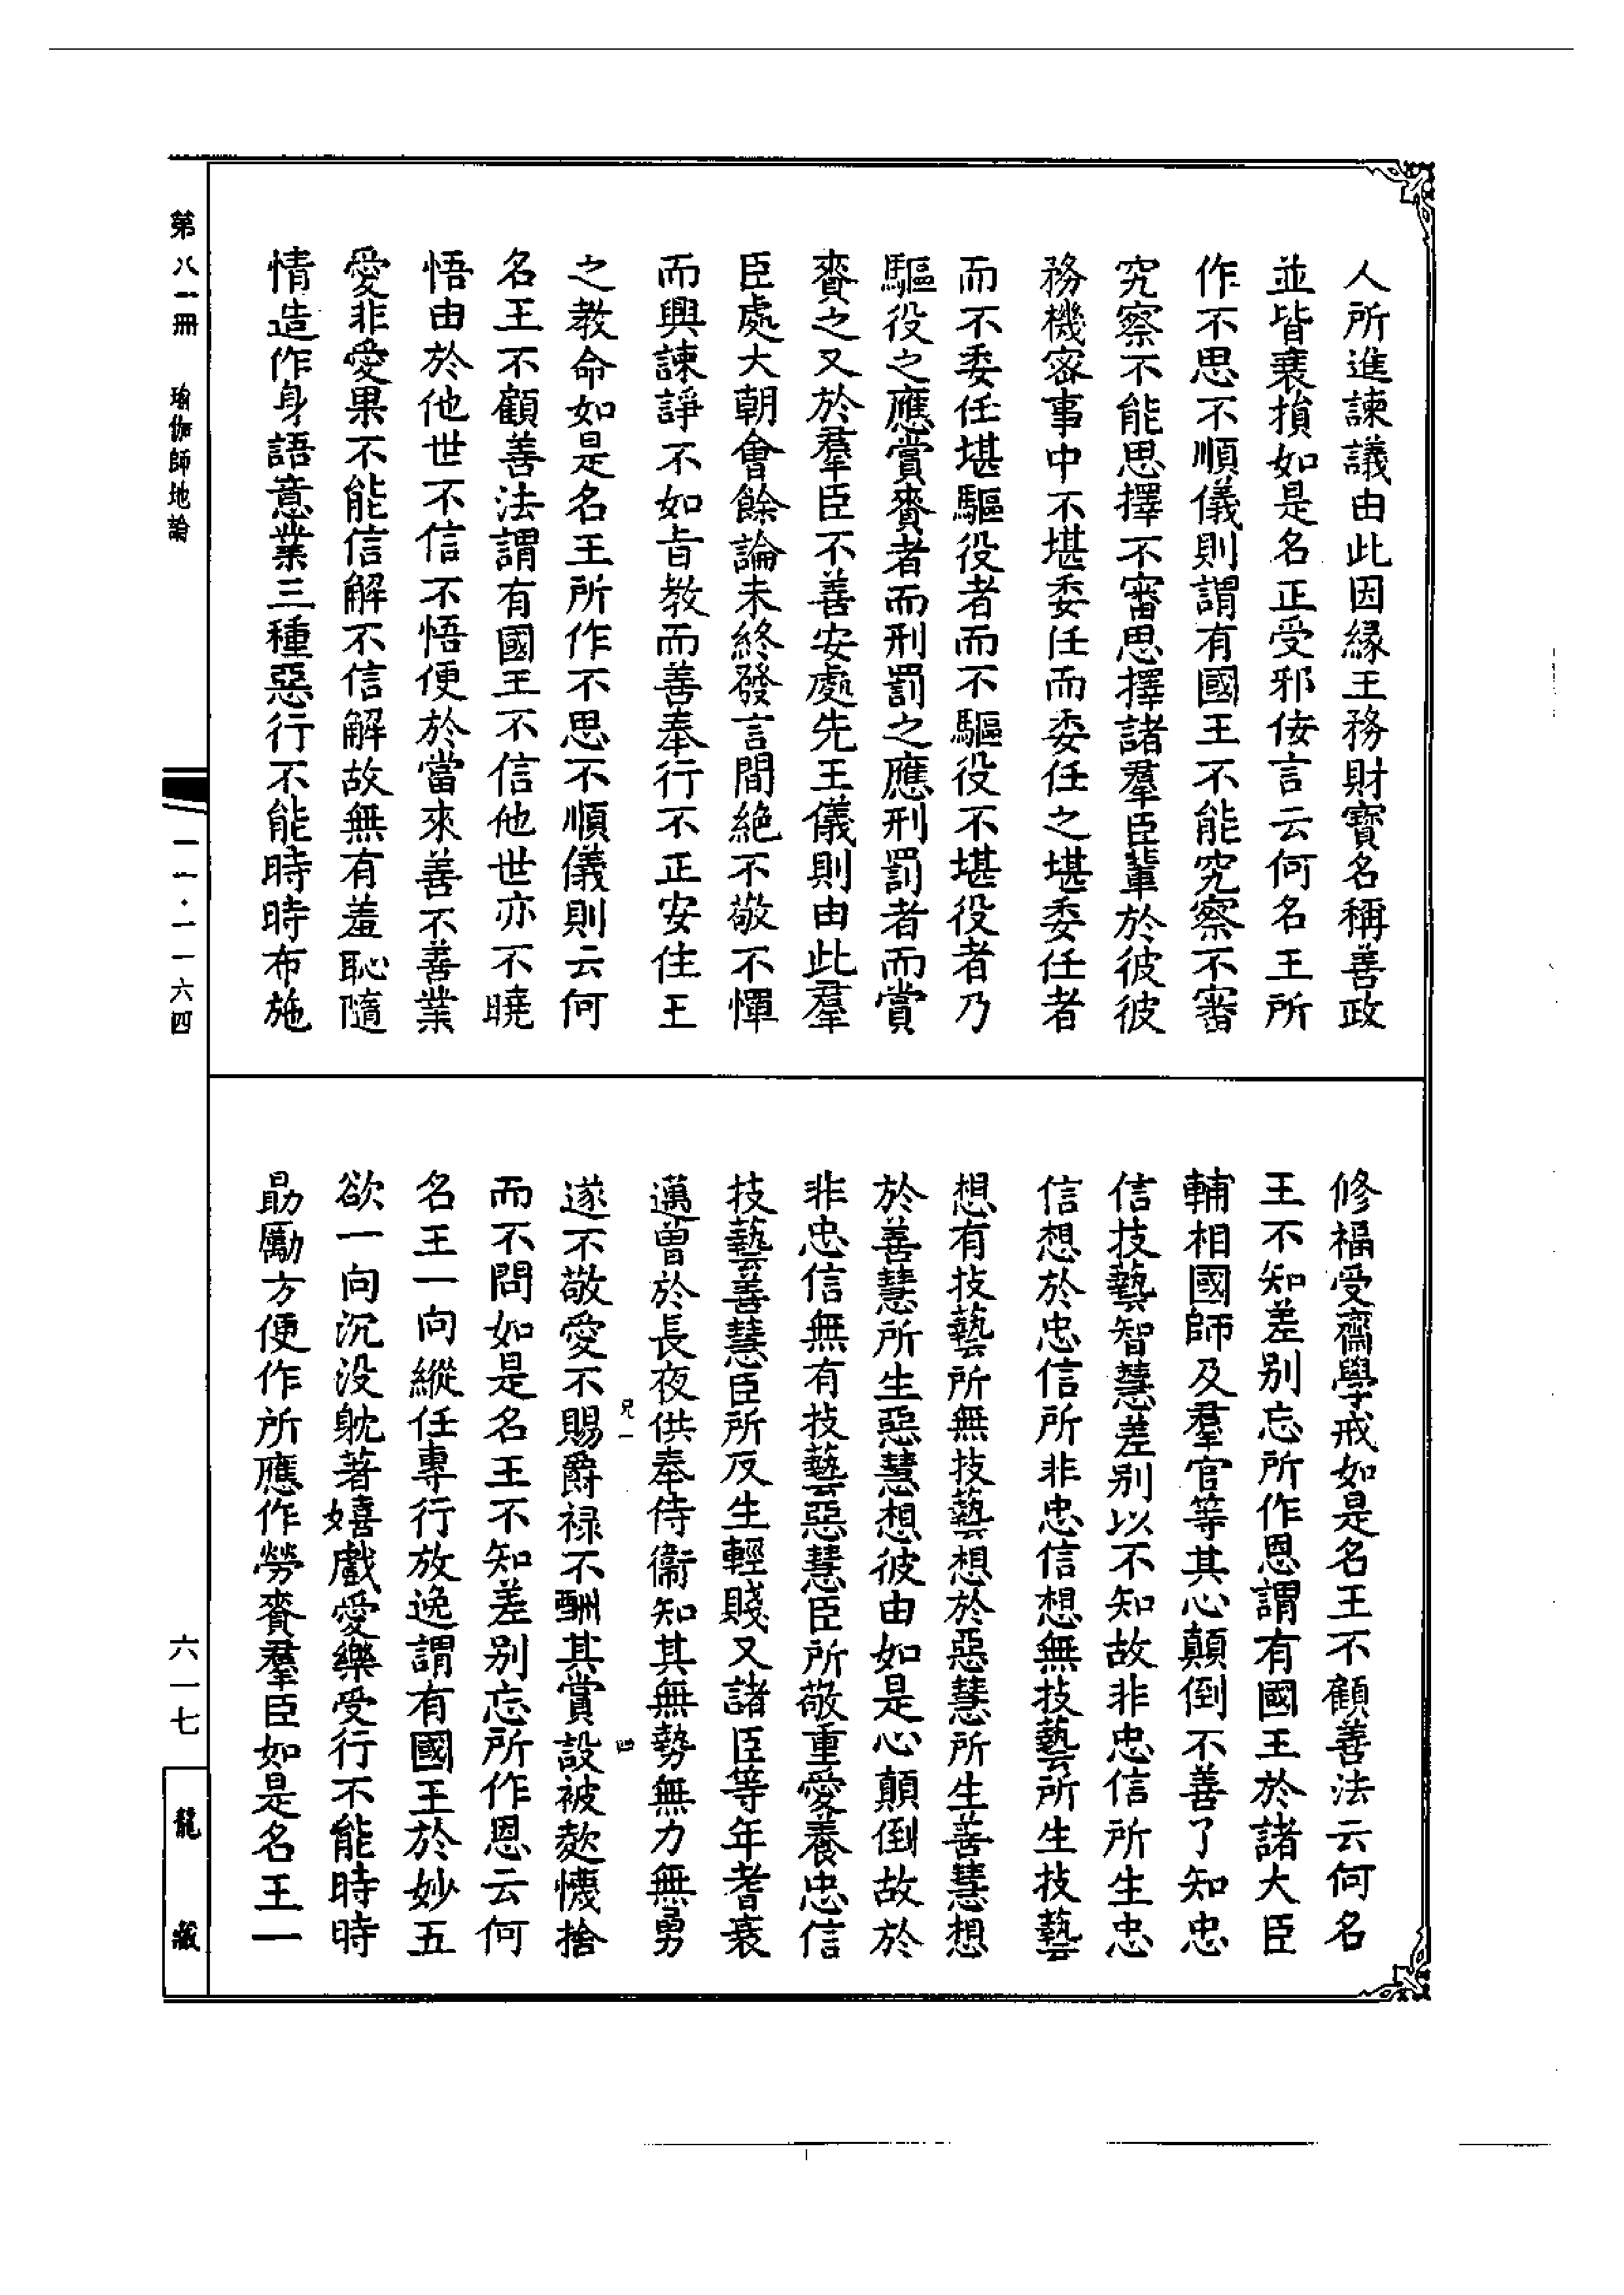 人所進諫議由此因緣王務財寶名稱善政
並皆衰損如是名正受邪佞言云何名王所
作不思不順儀則謂有國王不能究察不審
究察不能思擇不審思擇諸羣臣輩於彼彼
務機密事中不堪委任而委任之堪委任者
而不委任堪驅役者而不驅役不堪役者乃
驅役之應賞賚者而刑罰之應刑罰者而賞
賚之又於羣臣不善安處先王儀則由此羣
臣處大朝會餘論未終發言間絕不敬不憚
而興諫諍不如旨教而善奉行不正安住王
之教命如是名王所作不思不順儀則云何
名王不顧善法謂有國王不信他世亦不曉
悟由於他世不信不悟便於當來善不善業
愛非愛果不能信解不信解故無有羞恥隨
情造作身語意業三種惡行不能時時布施
修福受齋學戒如是名王不顧善法云何名
王不知差別忘所作恩謂有國王於諸大臣
輔相國師及羣官等其心顛倒不善了知忠
信技藝智慧差別以不知故非忠信所生忠
信想於忠信所非忠信想無技藝所生技藝
想有技藝所無技藝想於惡慧所生善慧想
於善慧所生惡慧想彼由如是心顛倒故於
非忠信無有技藝惡慧臣所敬重愛養忠信
技藝善慧臣所反生輕賤又諸臣等年耆衰
邁曾於長夜供奉侍衞知其無勢無力無勇
兄一
四
遂不敬愛不賜爵祿不酬其賞設被欺懱捨
而不問如是名王不知差別忘所作恩云何
名王一向縱任專行放逸謂有國王於妙五
欲一向沉没躭著嬉戲愛樂受行不能時時
勗勵方便作所應作勞賚羣臣如是名王一
第八一冊
瑜伽師地論
一一·一一六四
六一七
龍藏